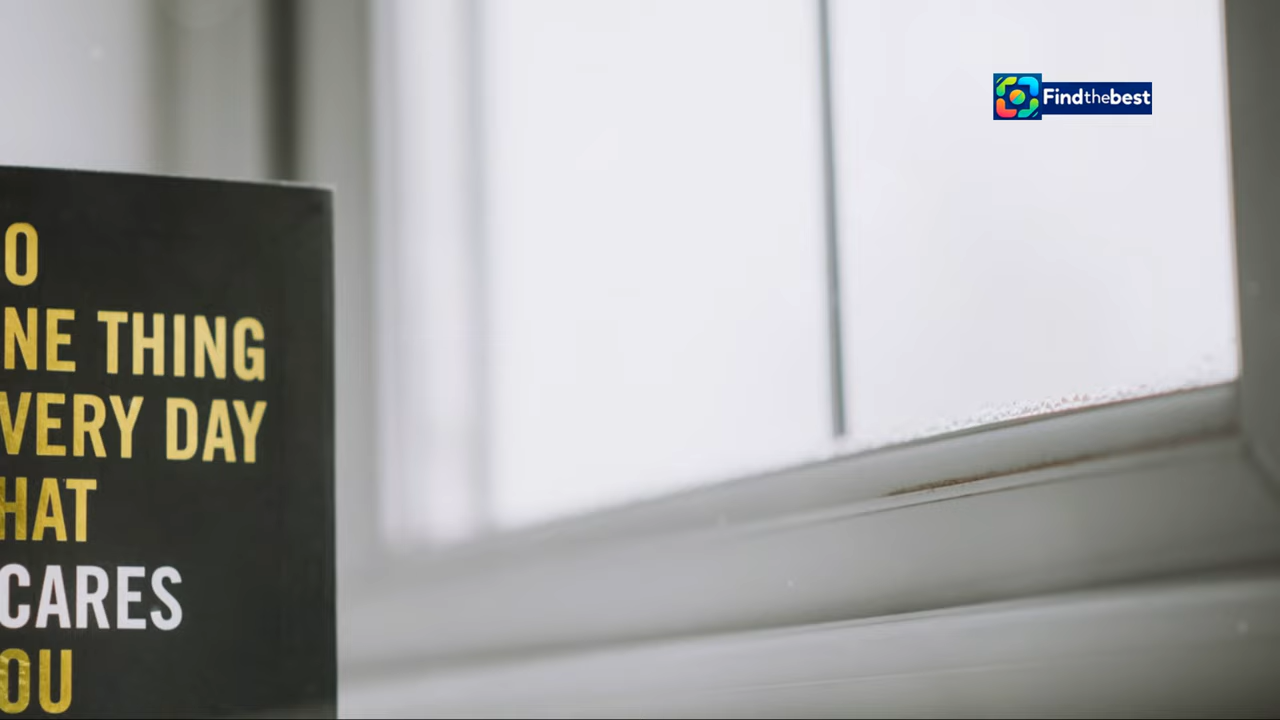 O
NE THING
VERY DAY
HAT
CARES
OU
Findthebest